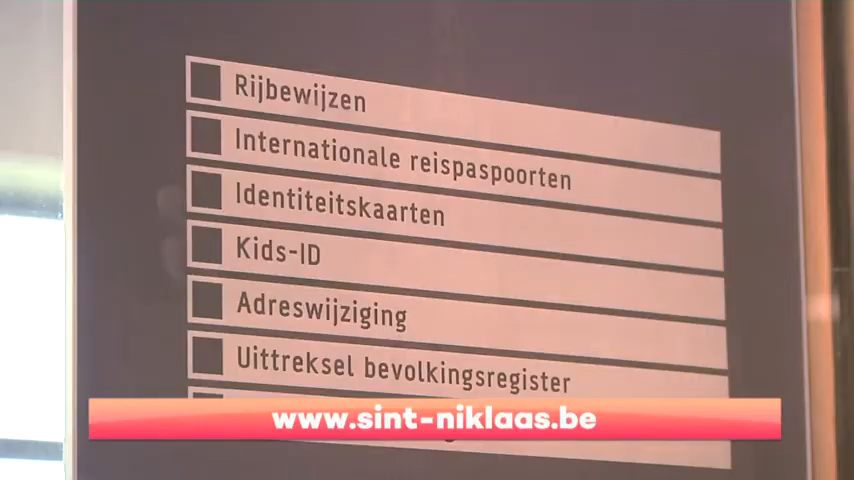 Rijbewijzen
Internationale reispaspoorten
Identiteitskaarten
Kids-ID
Adreswijziging
Uittreksel bevolkingsregister
www.sint-niklaas.be